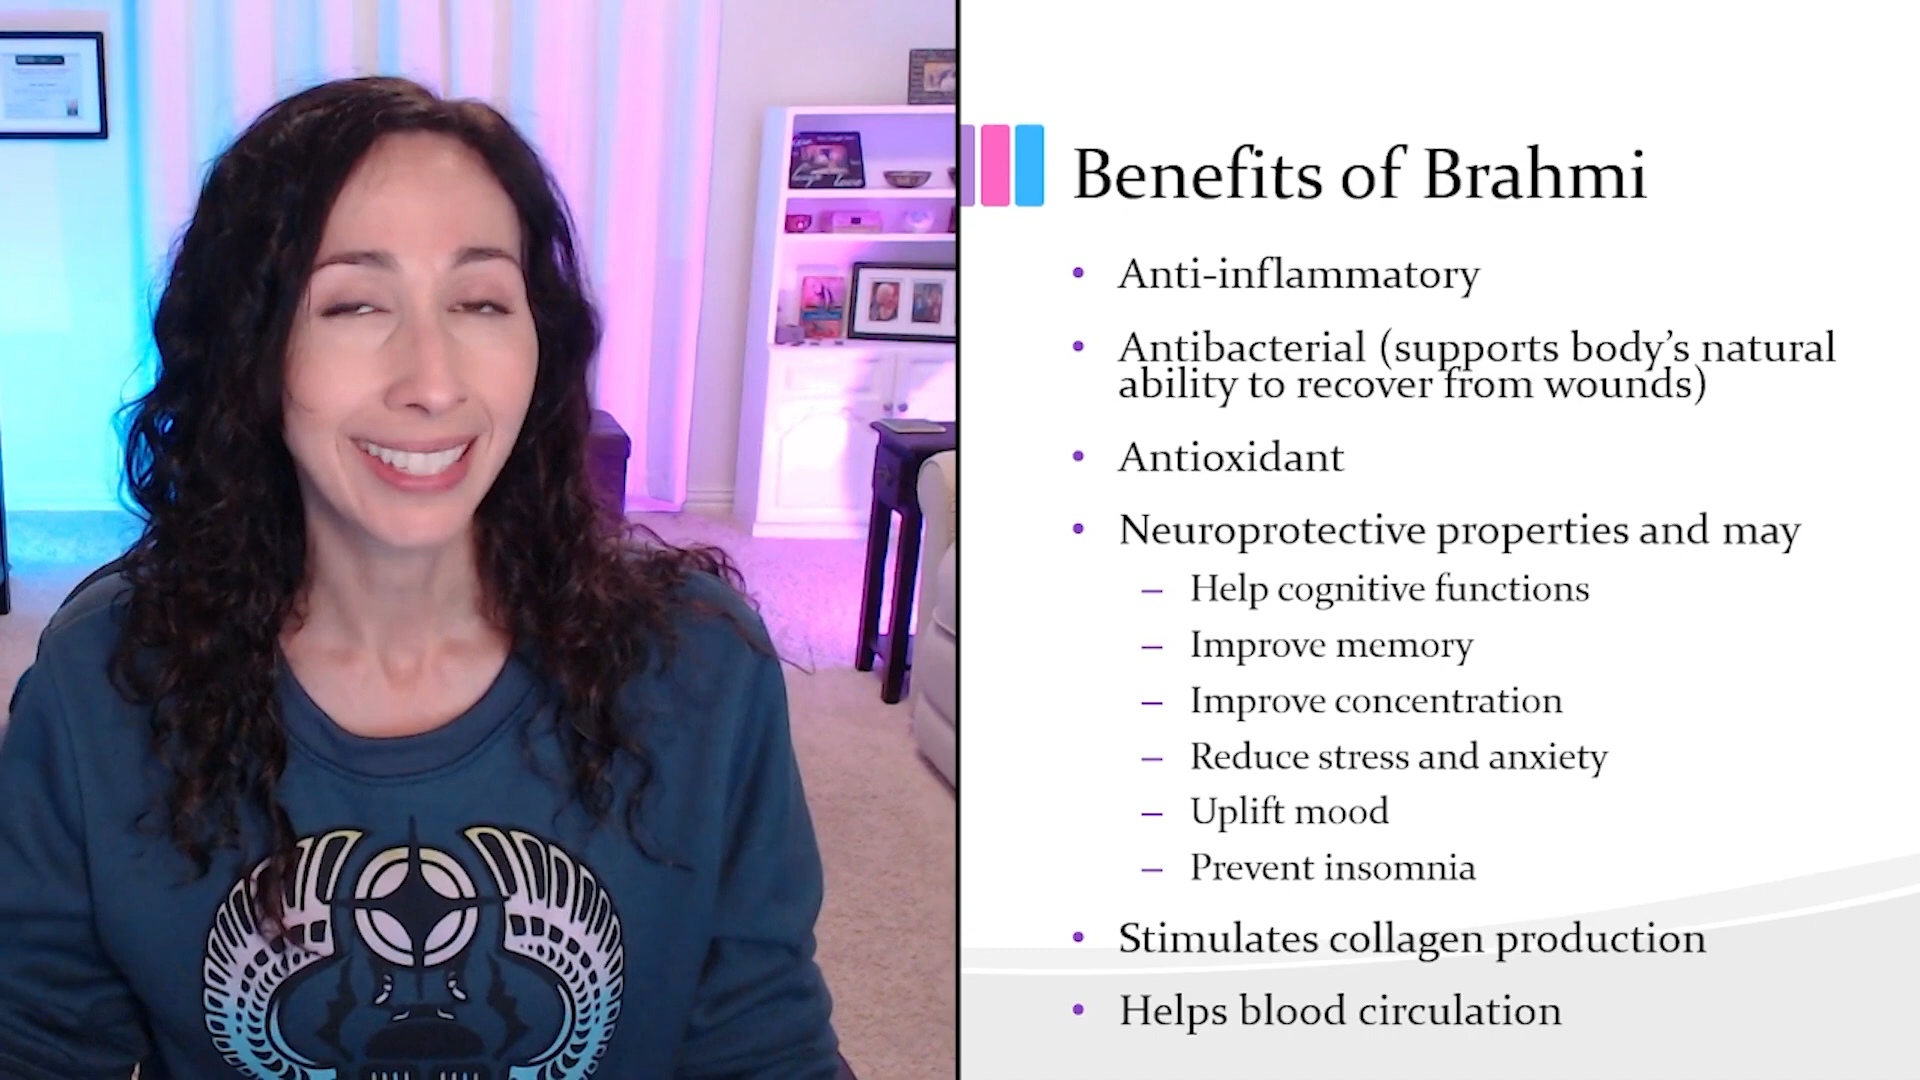 Benefits of Brahmi
• Anti-inflammatory
• Antibacterial (supports body’s natural
ability to recover from wounds)
• Antioxidant
• Neuroprotective properties and may
– Help cognitive functions
– Improve memory
– Improve concentration
– Reduce stress and anxiety
– Uplift mood
– Prevent insomnia
• Stimulates collagen production
• Helps blood circulation